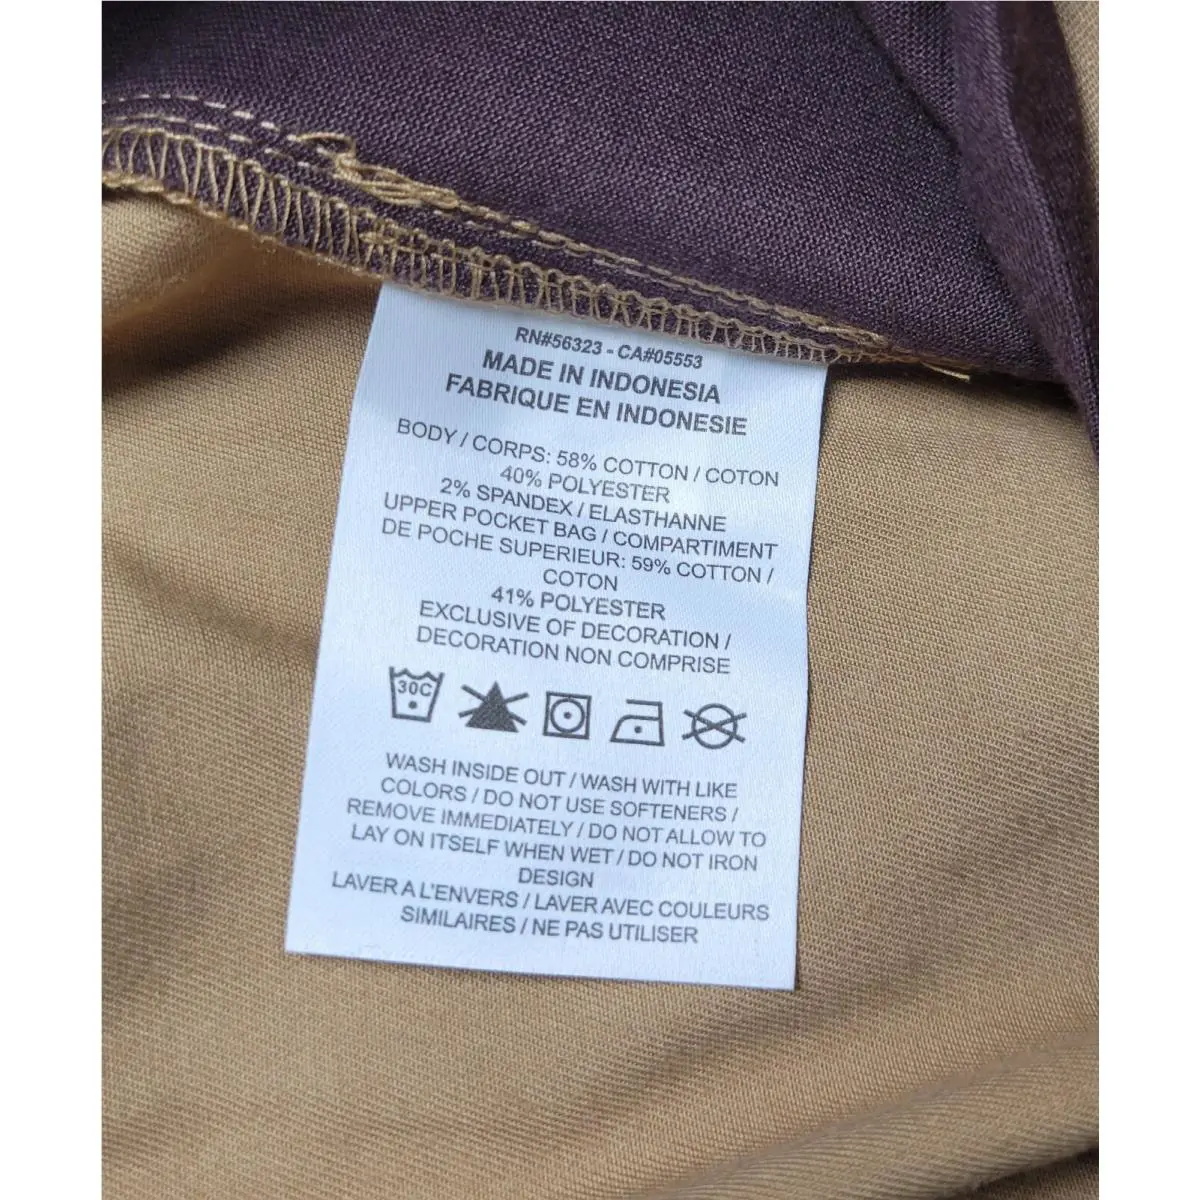 RN#56323 - CA#05553
MADE IN INDONESIA
FABRIQUE EN INDONESIE
BODY / CORPS: 58% COTTON / COTON
40% POLYESTER
2% SPANDEX / ELASTHANNE
UPPER POCKET BAG / COMPARTIMENT
DE POCHE SUPERIEUR: 59% COTTON /
COTON
41% POLYESTER
EXCLUSIVE OF DECORATION /
DECORATION NON COMPRISE
30C
WASH INSIDE OUT / WASH WITH LIKE
COLORS / DO NOT USE SOFTENERS /
REMOVE IMMEDIATELY / DO NOT ALLOW TO
LAY ON ITSELF WHEN WET / DO NOT IRON
DESIGN
LAVER A L'ENVERS / LAVER AVEC COULEURS
SIMILAIRES / NE PAS UTILISER